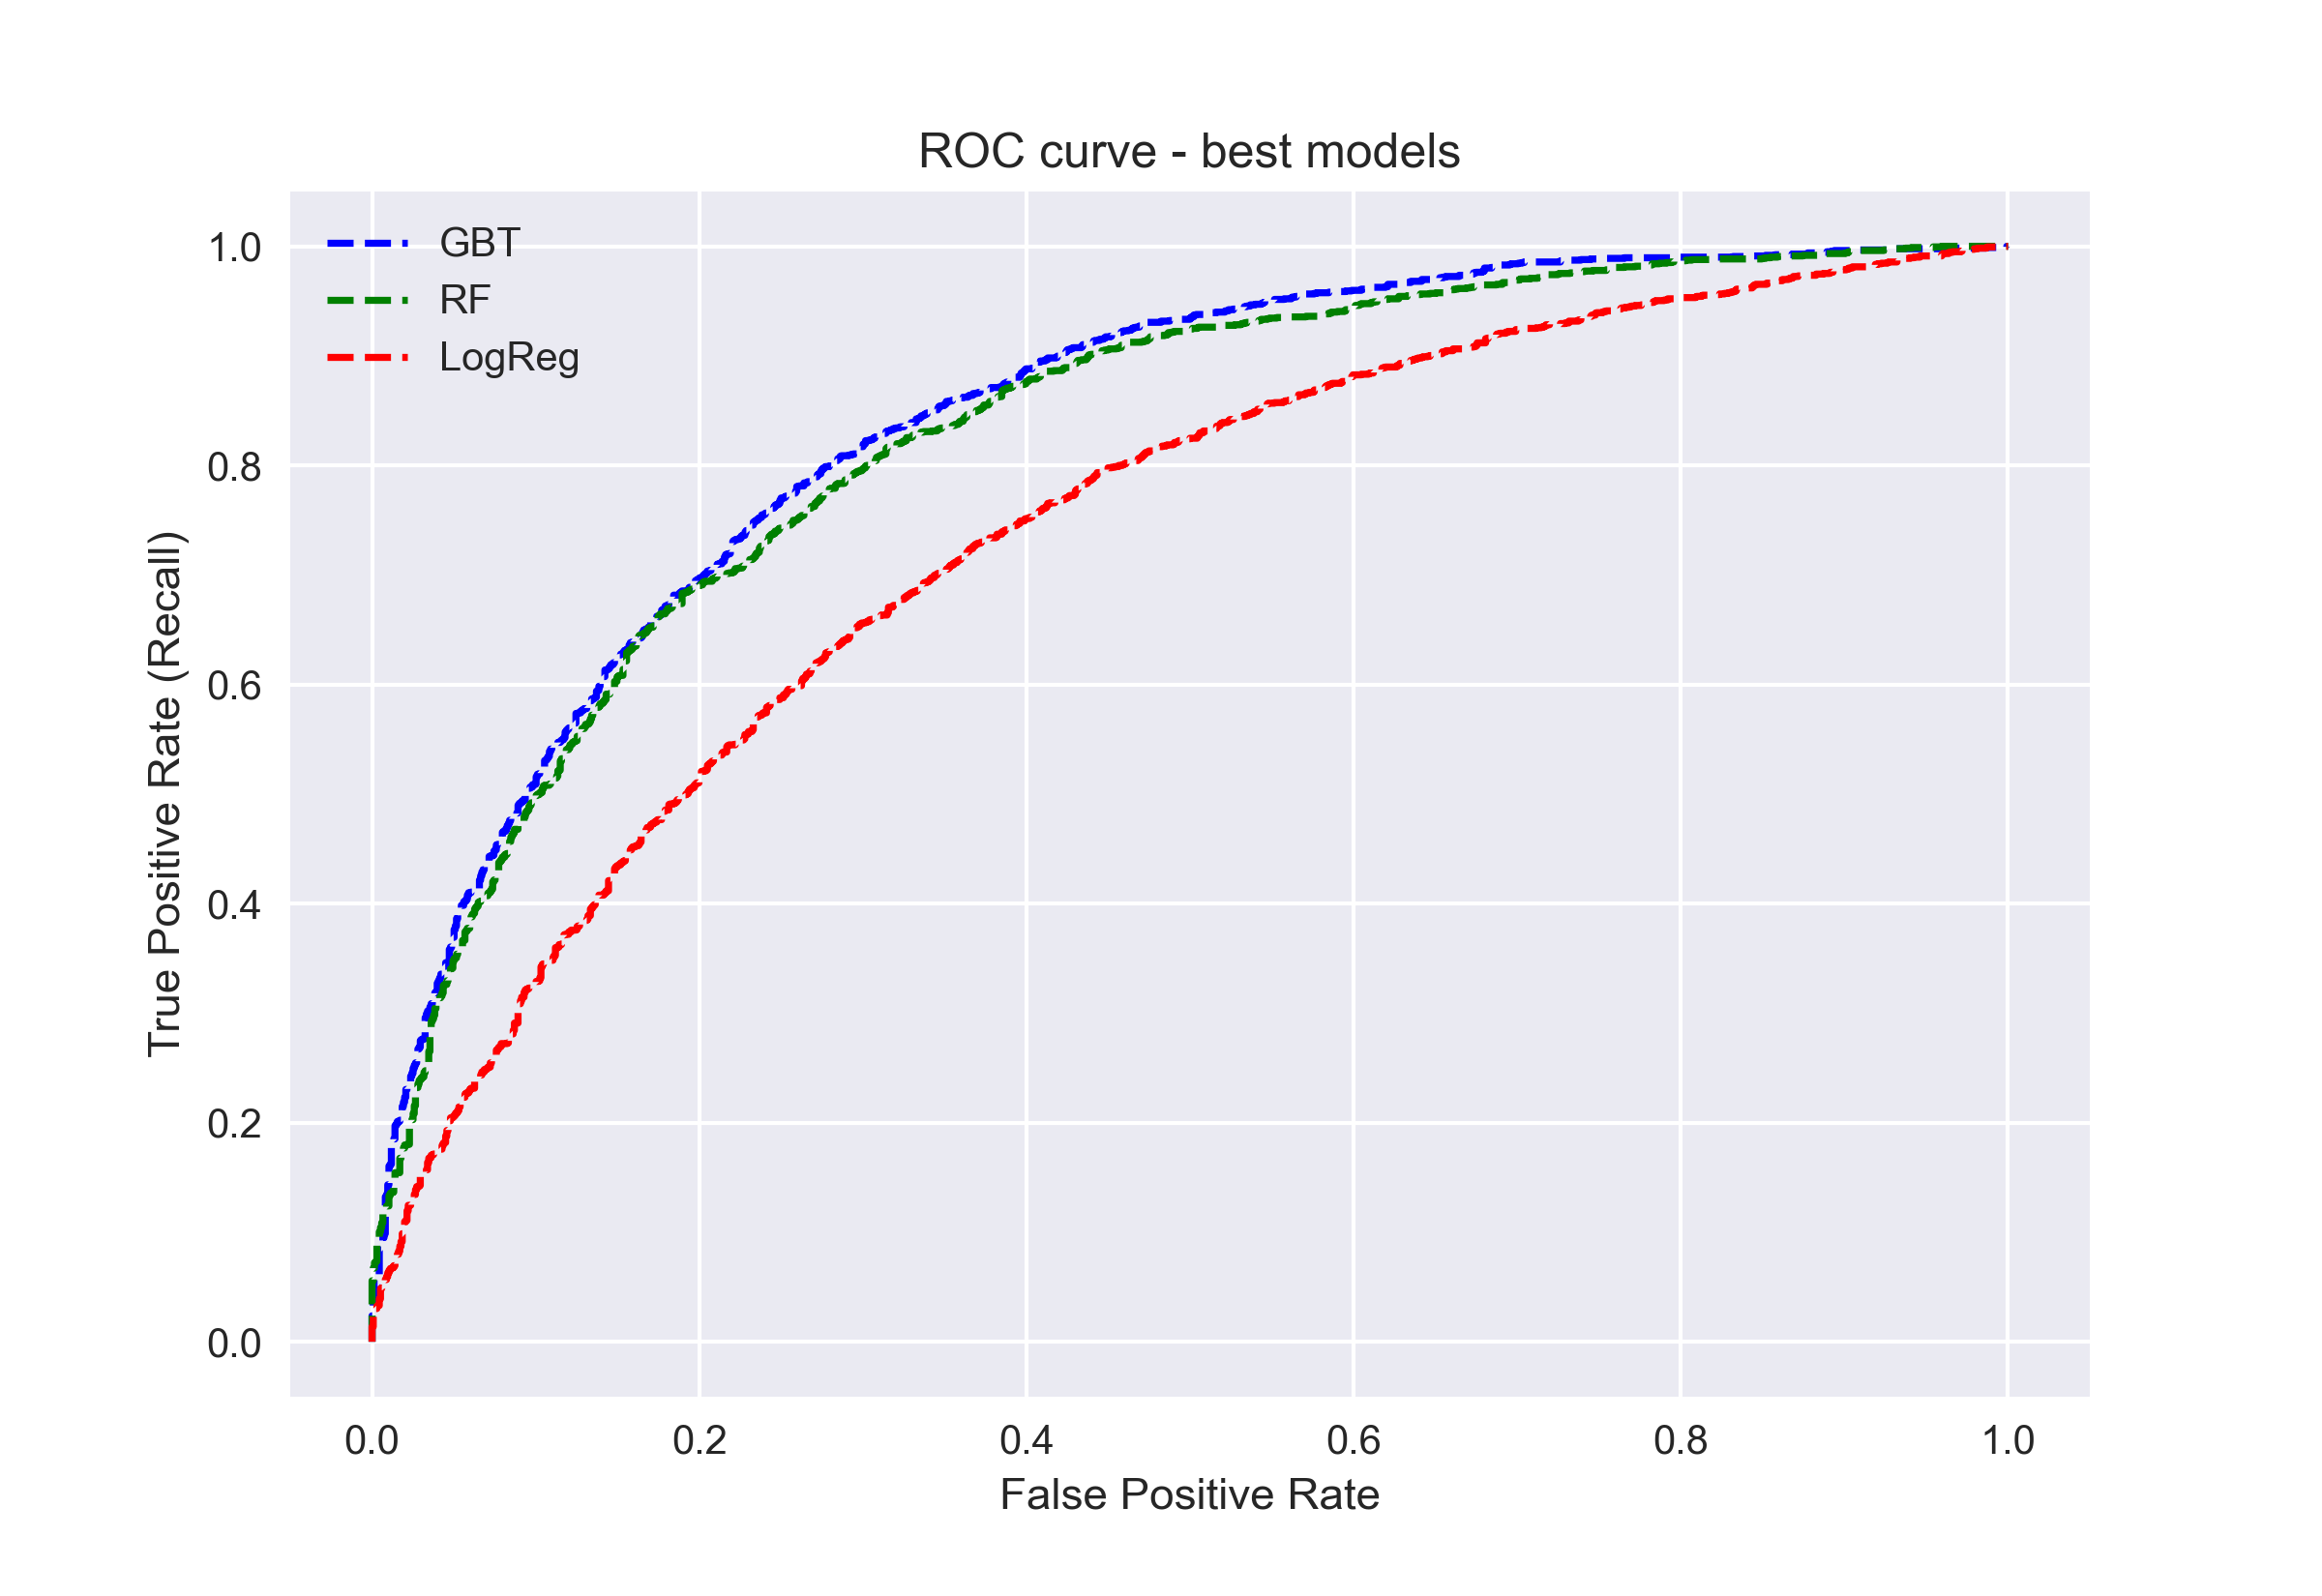 ROC curve - best models
GBT
RF
LogReg
True Positive Rate (Recall)
1.0
0.8
0.6
0.4
0.2
0.0
0.0 0.2 0.4 0.6 0.8 1.0
False Positive Rate